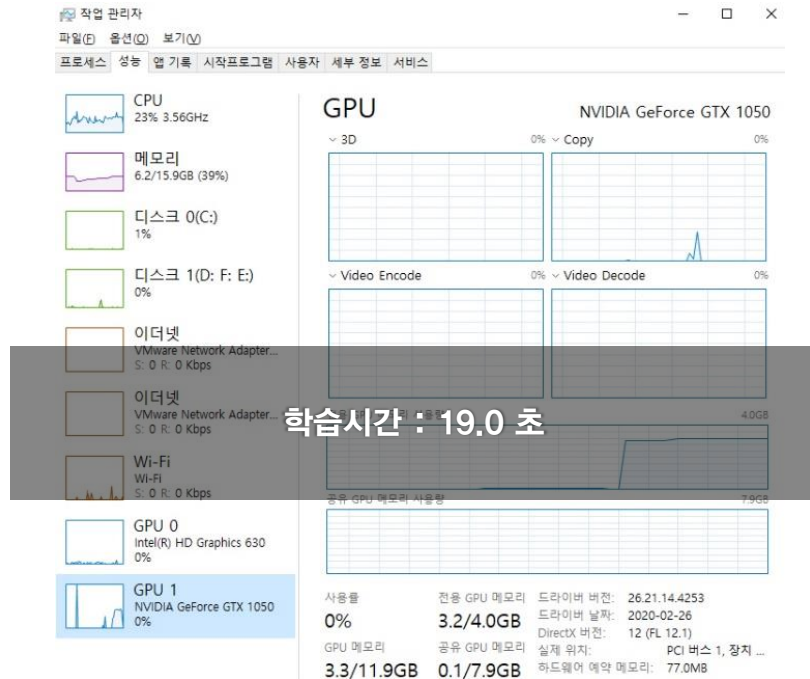 작업 관리자
파일(F) 옵션(O) 보기(V)
프로세스 성능 앱 기록 시작프로그램 사용자 세부 정보 서비스
CPU
23% 3.56GHz
메모리
6.2/15.9GB (39%)
디스크 0(C:)
1%
디스크 1(D: F: E:)
0%
이더넷
VMware Network Adapter...
S: 0 R: 0 Kbps
이더넷
VMware Network Adapter...
S: 0 R: 0 Kbps
Wi-Fi
Wi-Fi
S: 0 R: 0 Kbps
GPU 0
Intel(R) HD Graphics 630
0%
GPU 1
NVIDIA GeForce GTX 1050
0%
GPU NVIDIA GeForce GTX 1050
3D 0% Copy 0%
Video Encode 0% Video Decode 0%
4.0GB
학습시간 : 19.0 초
공유 GPU 메모리 사용량 7.9GB
사용률 전용 GPU 메모리 드라이버 버전: 26.21.14.4253
0% 3.2/4.0GB 드라이버 날짜: 2020-02-26
DirectX 버전: 12 (FL 12.1)
GPU 메모리 공유 GPU 메모리 실제 위치: PCI 버스 1, 장치 ...
3.3/11.9GB 0.1/7.9GB 하드웨어 예약 메모리: 77.0MB